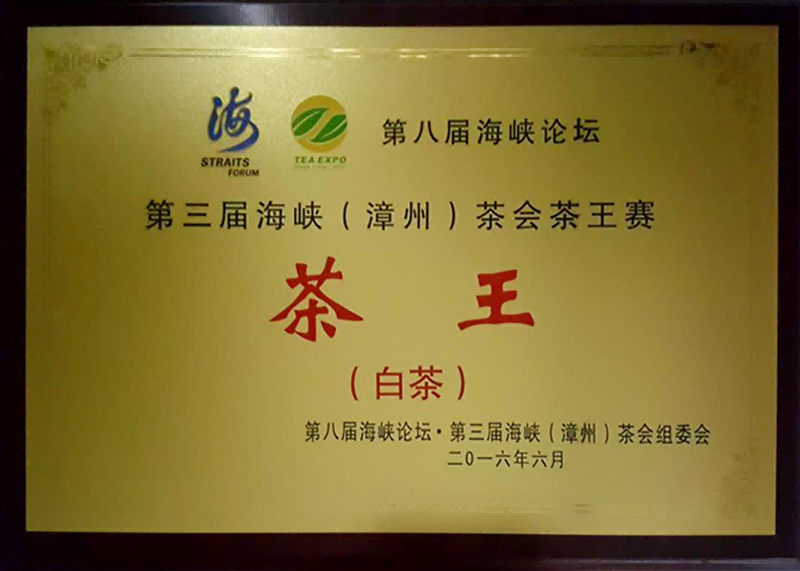 海
STRAITS
FORUM
TEA EXPO
第八届海峡论坛
第三届海峡（漳州）茶会茶王赛
茶 王
（白茶）
第八届海峡论坛·第三届海峡（漳州）茶会组委会
二〇一六年六月